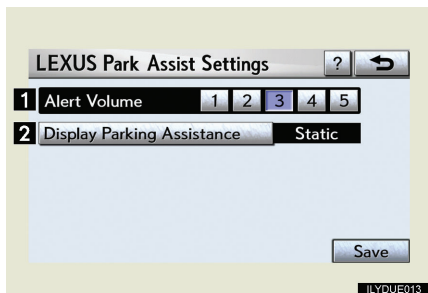 LEXUS Park Assist Settings ?
1 Alert Volume 1 2 3 4 5
2 Display Parking Assistance Static
Save
ILYDUE013